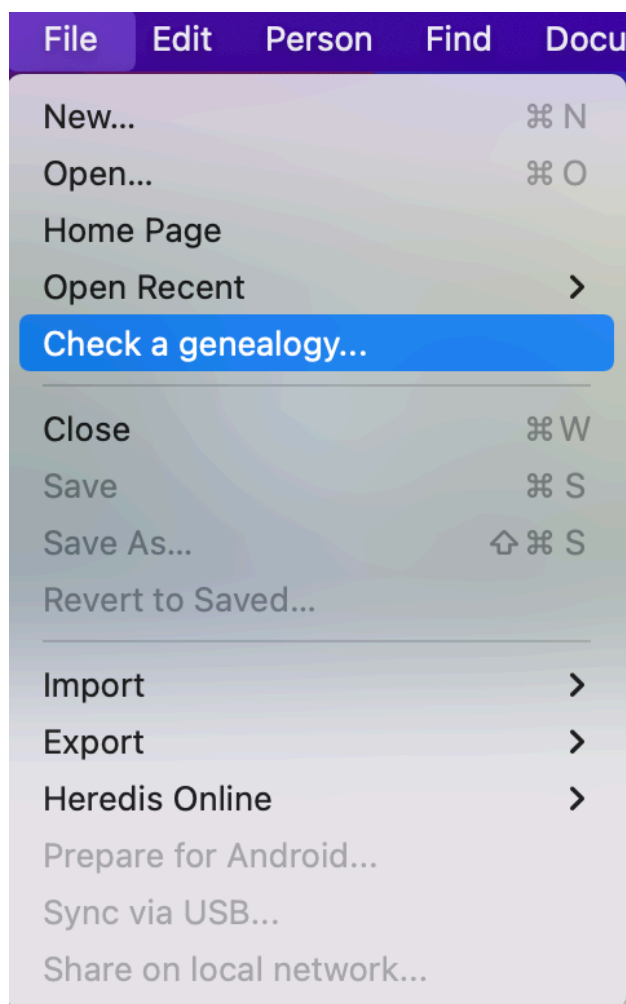 File Edit Person Find Docu
New... ⌘ N
Open... ⌘ O
Home Page
Open Recent >
Check a genealogy...
Close ⌘ W
Save ⌘ S
Save As... ⇧ ⌘ S
Revert to Saved...
Import >
Export >
Heredis Online >
Prepare for Android...
Sync via USB...
Share on local network...